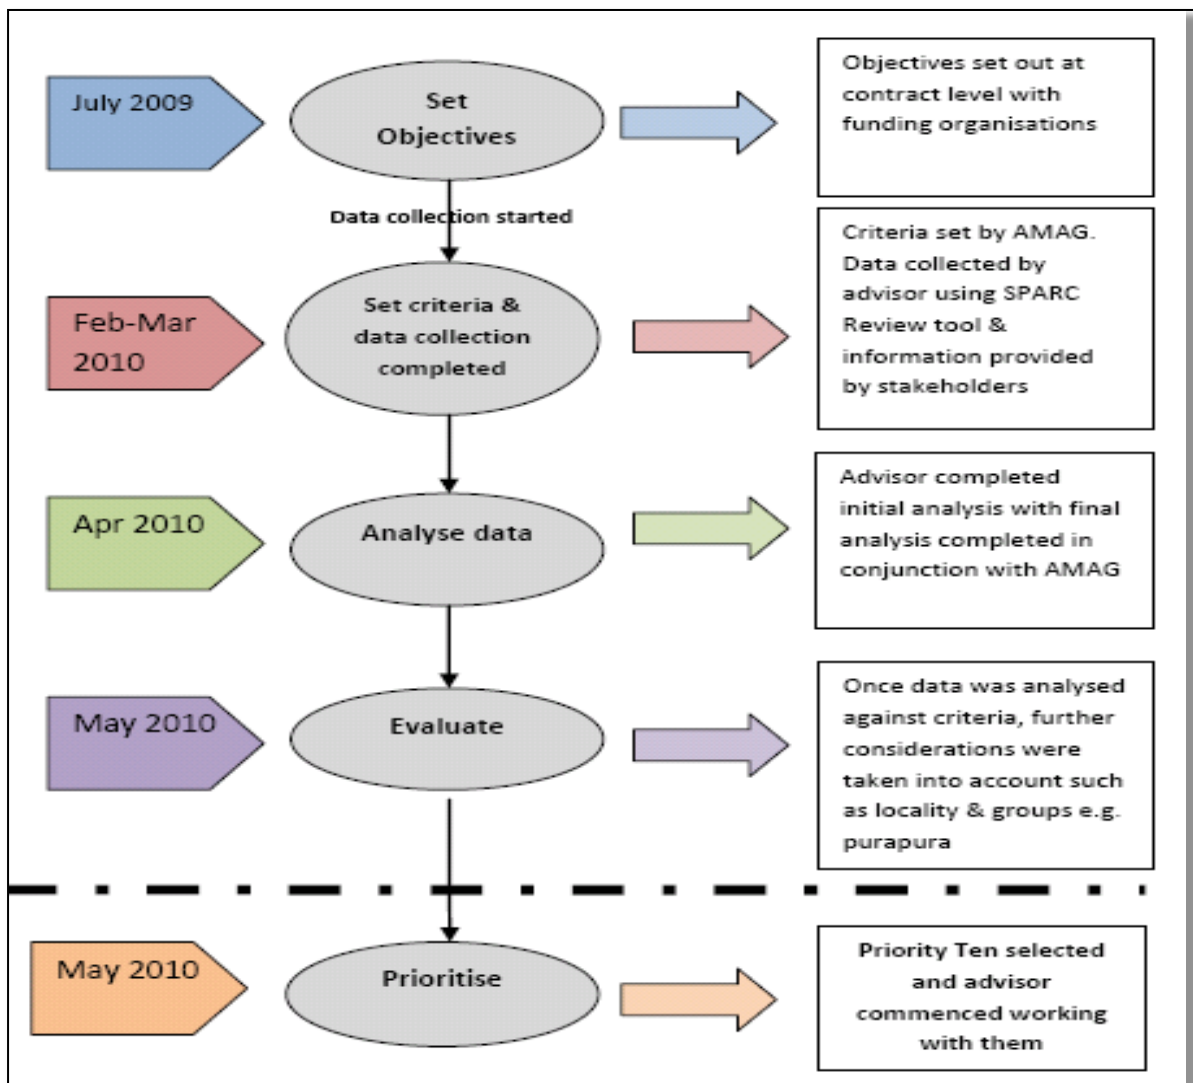 July 2009
Set
Objectives
Objectives set out at
contract level with
funding organisations
Data collection started
Feb-Mar
2010
Set criteria &
data collection
completed
Criteria set by AMAG.
Data collected by
advisor using SPARC
Review tool &
information provided
by stakeholders
Apr 2010
Analyse data
Advisor completed
initial analysis with final
analysis completed in
conjunction with AMAG
May 2010
Evaluate
Once data was analysed
against criteria, further
considerations were
taken into account such
as locality & groups e.g.
purapura
May 2010
Prioritise
Priority Ten selected
and advisor
commenced working
with them